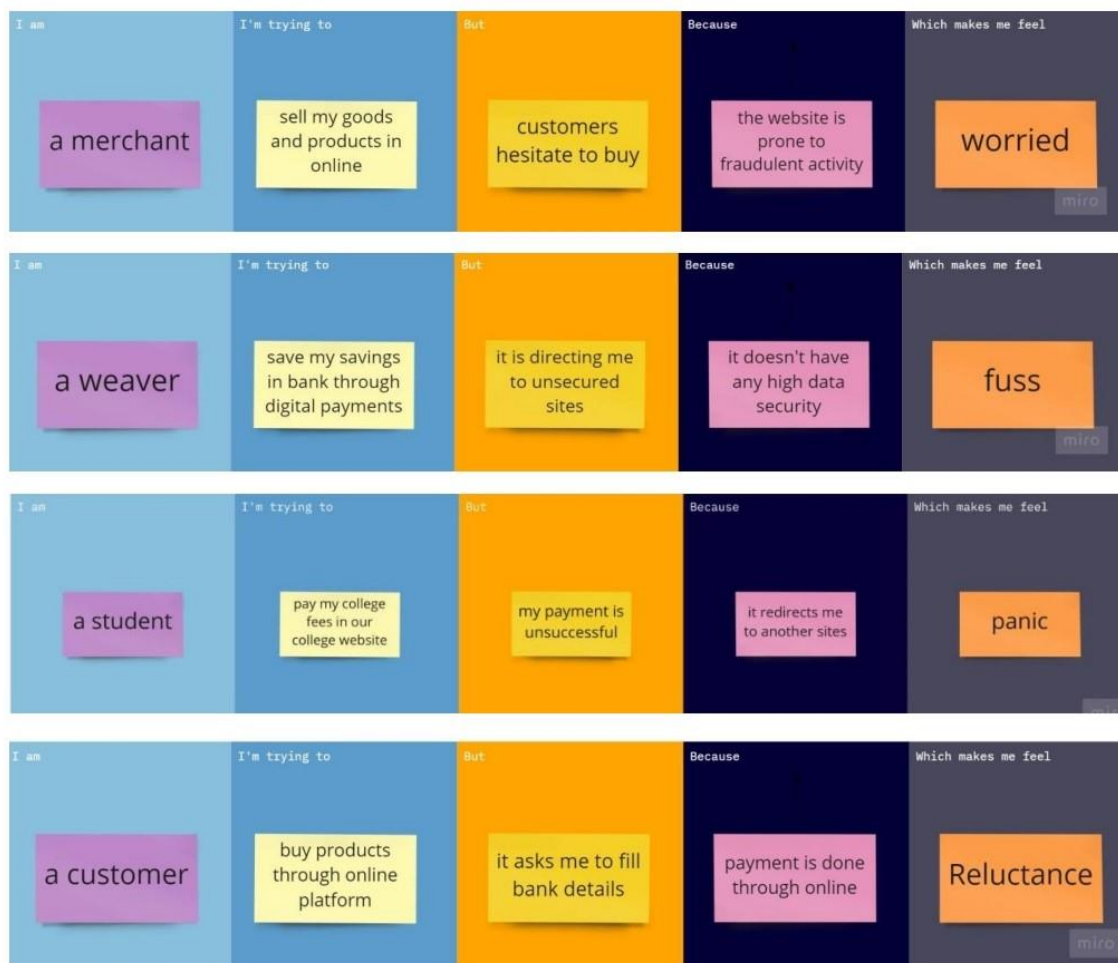 I am
I'm trying to
But
Because
Which makes me feel
a merchant
sell my goods
and products in
online
customers
hesitate to buy
the website is
prone to
fraudulent activity
worried
miro
I am
I'm trying to
But
Because
Which makes me feel
a weaver
save my savings
in bank through
digital payments
it is directing me
to unsecured
sites
it doesn't have
any high data
security
fuss
miro
I am
I'm trying to
But
Because
Which makes me feel
a student
pay my college
fees in our
college website
my payment is
unsuccessful
it redirects me
to another sites
panic
I am
I'm trying to
But
Because
Which makes me feel
a customer
buy products
through online
platform
it asks me to fill
bank details
payment is done
through online
Reluctance
miro